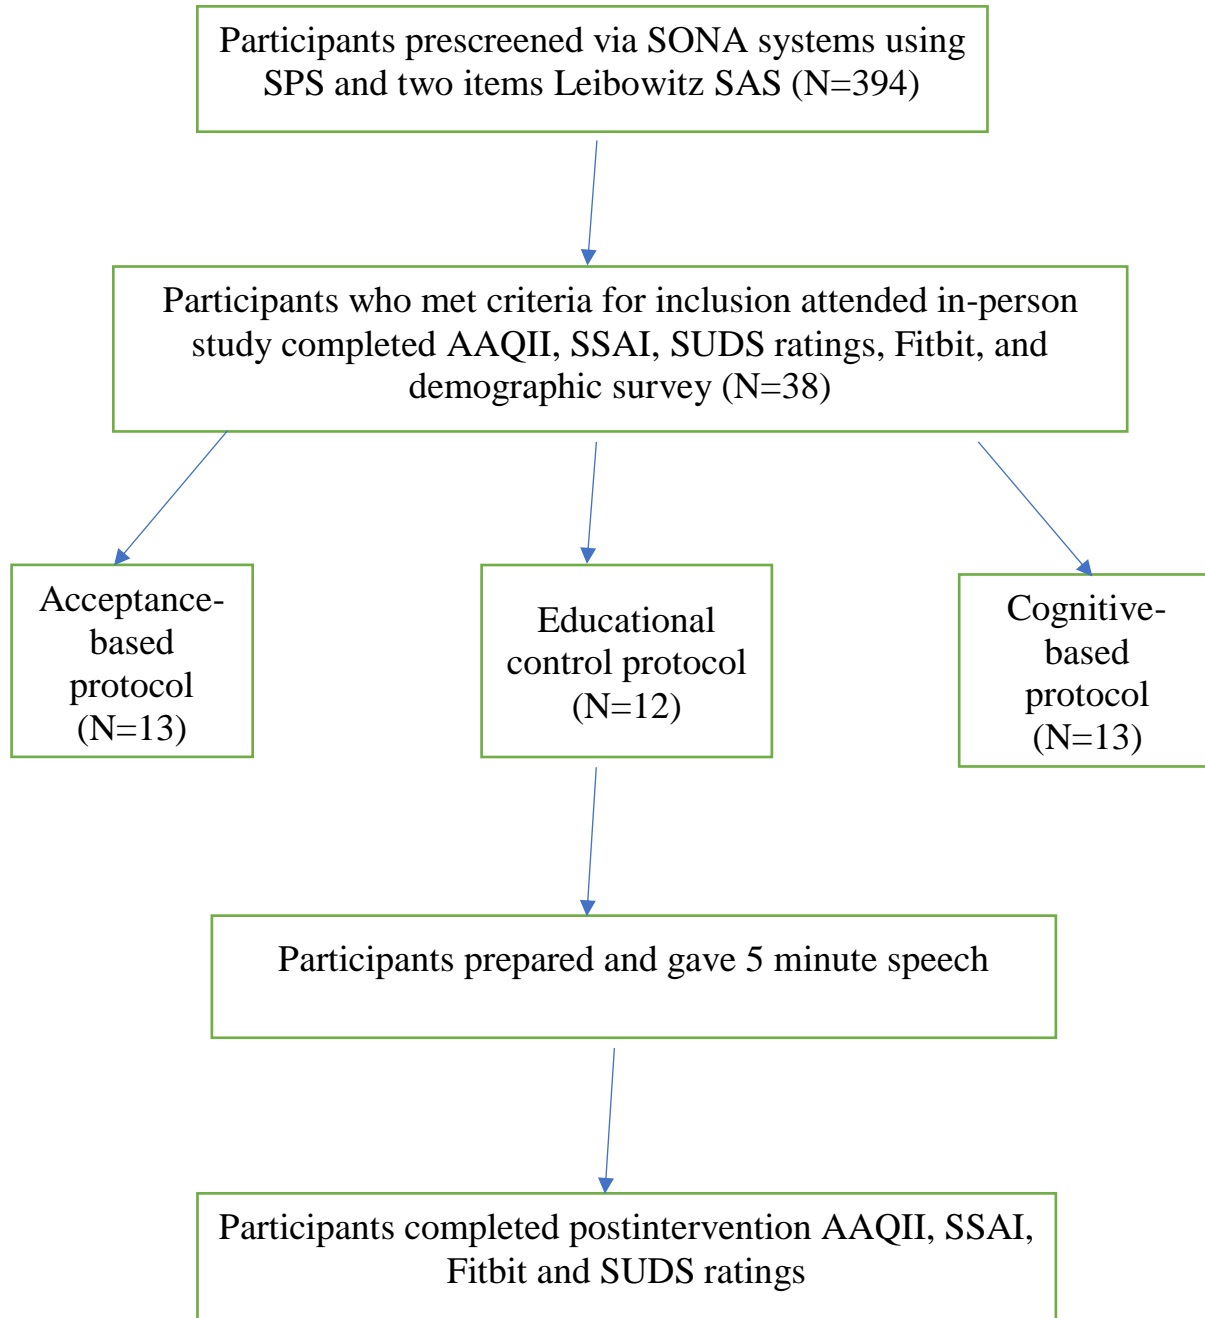 Participants prescreened via SONA systems using
SPS and two items Leibowitz SAS (N=394)
Participants who met criteria for inclusion attended in-person
study completed AAQII, SSAI, SUDS ratings, Fitbit, and
demographic survey (N=38)
Acceptance-
based
protocol
(N=13)
Educational
control protocol
(N=12)
Cognitive-
based
protocol
(N=13)
Participants prepared and gave 5 minute speech
Participants completed postintervention AAQII, SSAI,
Fitbit and SUDS ratings